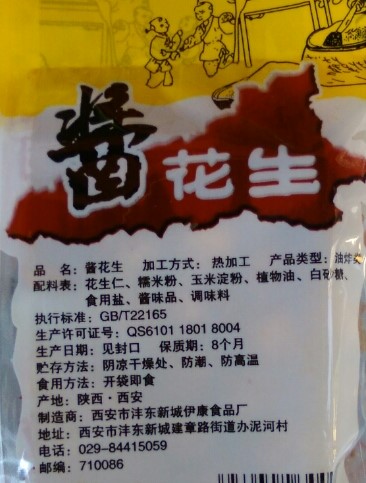 酱花生
品 名：酱花生 加工方式：热加工 产品类型：油炸类
配料表：花生仁、糯米粉、玉米淀粉、植物油、白砂糖、
食用盐、酱味品、调味料
执行标准：GB/T22165
生产许可证号：QS6101 1801 8004
生产日期：见封口 保质期：8个月
贮存方法：阴凉干燥处、防潮、防高温
食用方法：开袋即食
产地：陕西·西安
制造商：西安市沣东新城伊康食品厂
地址：西安市沣东新城建章路街道办泥河村
电话：029-84415059
邮编：710086